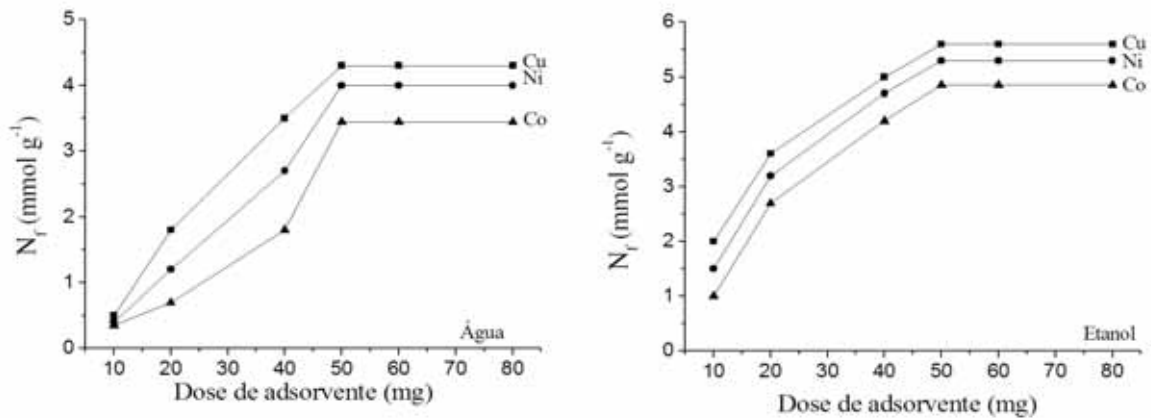 5
4
3
2
1
0
N_f (mmol g⁻¹)
Cu
Ni
Co
Água
10 20 30 40 50 60 70 80
Dose de adsorvente (mg)
6
5
4
3
2
1
0
N_f (mmol g⁻¹)
Cu
Ni
Co
Etanol
10 20 30 40 50 60 70 80
Dose de adsorvente (mg)